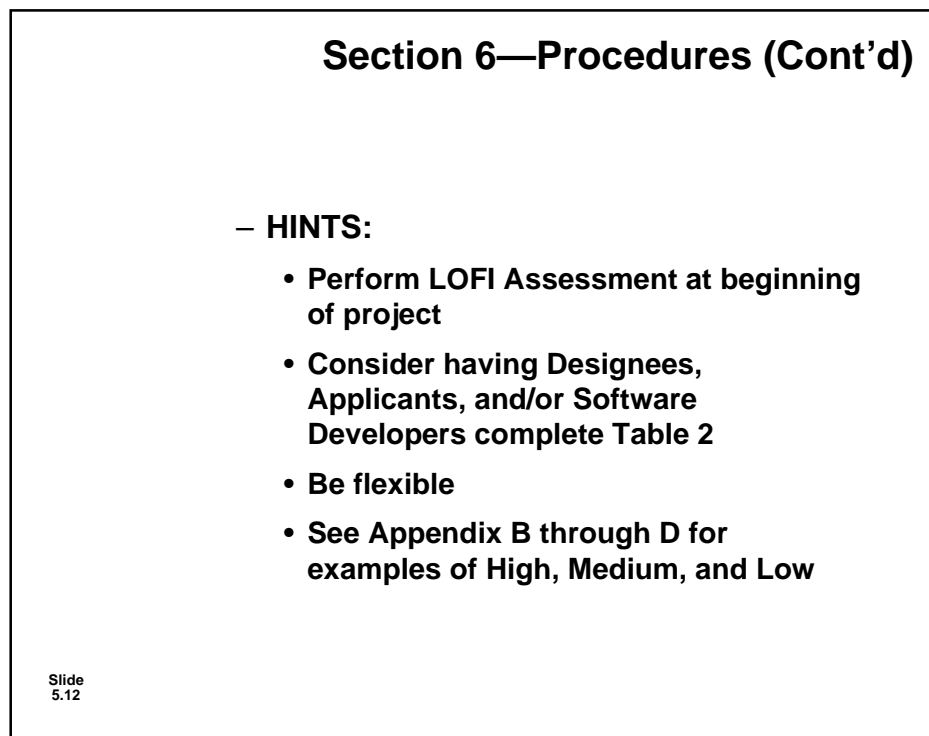 Section 6—Procedures (Cont'd)
– HINTS:
• Perform LOFI Assessment at beginning
of project
• Consider having Designees,
Applicants, and/or Software
Developers complete Table 2
• Be flexible
• See Appendix B through D for
examples of High, Medium, and Low
Slide
5.12